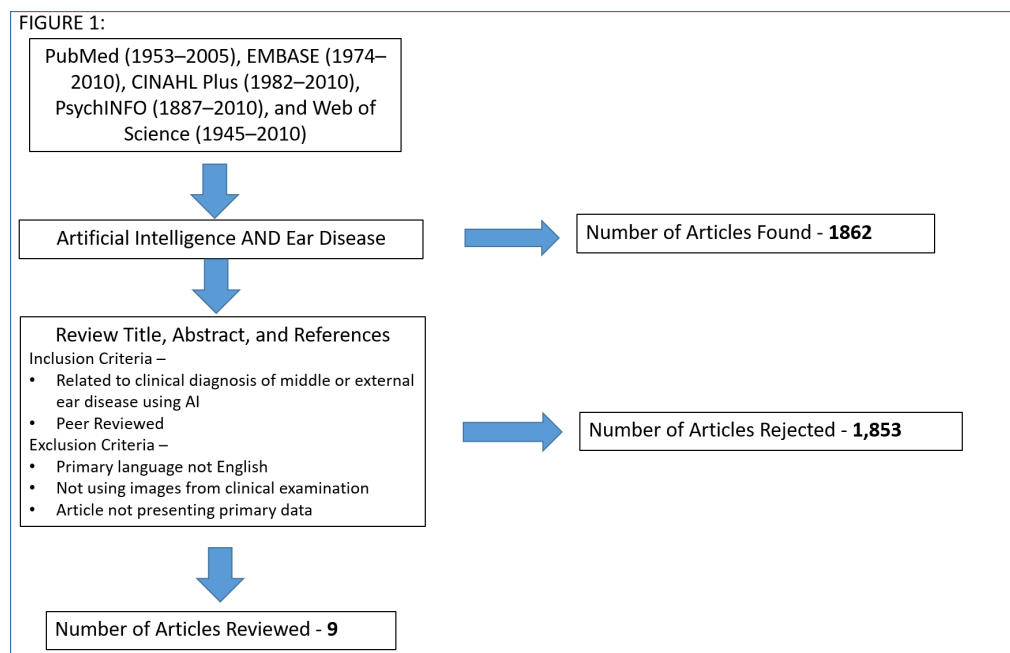 FIGURE 1:
PubMed (1953–2005), EMBASE (1974–
2010), CINAHL Plus (1982–2010),
PsychINFO (1887–2010), and Web of
Science (1945–2010)
Artificial Intelligence AND Ear Disease
Number of Articles Found - 1862
Review Title, Abstract, and References
Inclusion Criteria –
• Related to clinical diagnosis of middle or external
ear disease using AI
• Peer Reviewed
Exclusion Criteria –
• Primary language not English
• Not using images from clinical examination
• Article not presenting primary data
Number of Articles Rejected - 1,853
Number of Articles Reviewed - 9